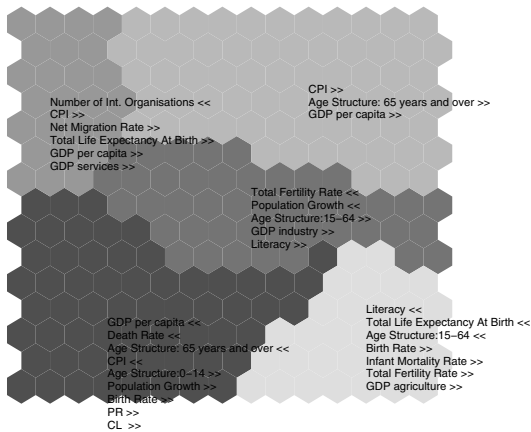 Number of Int. Organisations <<
CPI >>
Net Migration Rate >>
Total Life Expectancy At Birth >>
GDP per capita >>
GDP services >>
CPI >>
Age Structure: 65 years and over >>
GDP per capita >>
Total Fertility Rate <<
Population Growth <<
Age Structure:15–64 >>
GDP industry >>
Literacy >>
GDP per capita <<
Death Rate <<
Age Structure: 65 years and over <<
CPI <<
Age Structure:0–14 >>
Population Growth >>
Birth Rate >>
PR >>
CL >>
Literacy <<
Total Life Expectancy At Birth <<
Age Structure:15–64 <<
Birth Rate >>
Infant Mortality Rate >>
Total Fertility Rate >>
GDP agriculture >>